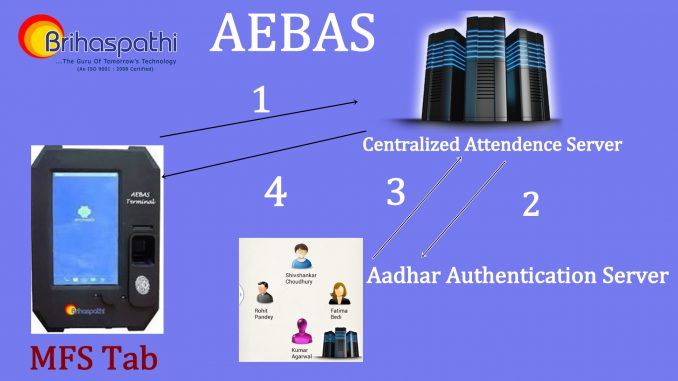 Brihaspathi
...The Guru Of Tomorrow's Technology
(An ISO 9001 : 2008 Certified)
AEBAS
1
Centralized Attendence Server
AEBAS
Terminal
4
3
2
Shivshankar
Choudhury
Rohit
Pandey
Fatima
Bedi
Kumar
Agarwal
Aadhar Authentication Server
Brihaspathi
MFS Tab